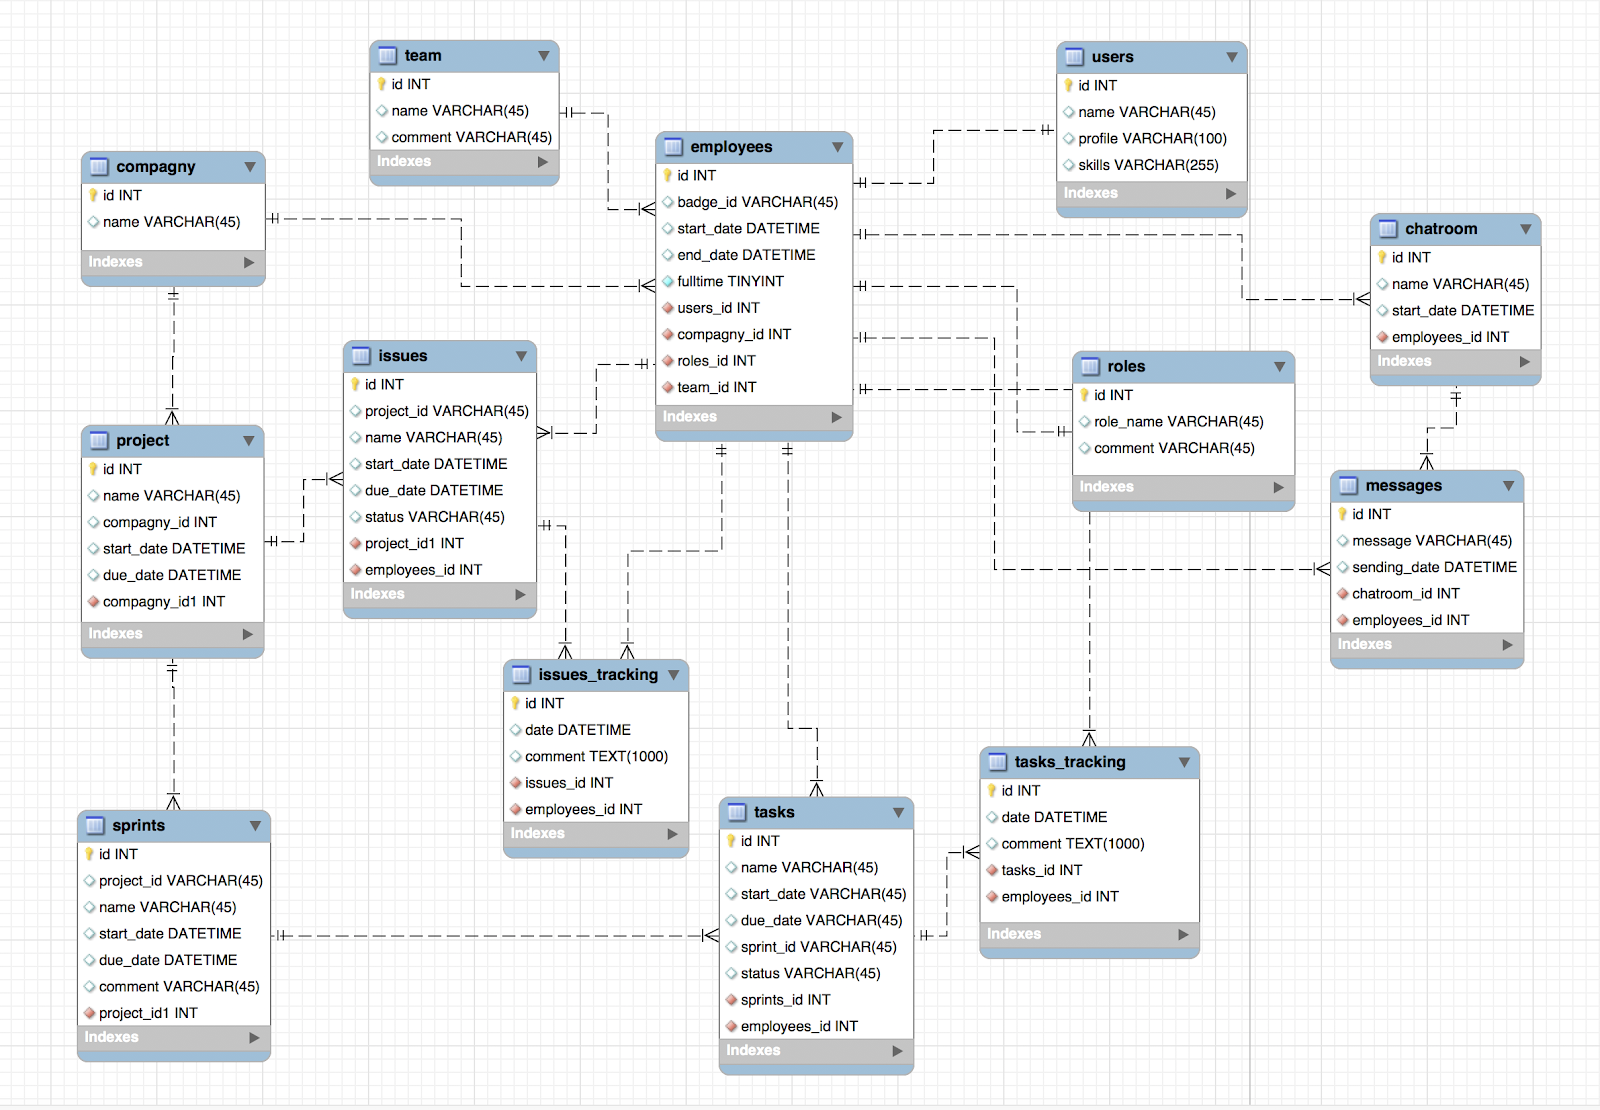 team
id INT
name VARCHAR(45)
comment VARCHAR(45)
Indexes
users
id INT
name VARCHAR(45)
profile VARCHAR(100)
skills VARCHAR(255)
Indexes
compagny
id INT
name VARCHAR(45)
Indexes
employees
id INT
badge_id VARCHAR(45)
start_date DATETIME
end_date DATETIME
fulltime TINYINT
users_id INT
compagny_id INT
roles_id INT
team_id INT
Indexes
chatroom
id INT
name VARCHAR(45)
start_date DATETIME
employees_id INT
Indexes
issues
id INT
project_id VARCHAR(45)
name VARCHAR(45)
start_date DATETIME
due_date DATETIME
status VARCHAR(45)
project_id1 INT
employees_id INT
Indexes
roles
id INT
role_name VARCHAR(45)
comment VARCHAR(45)
Indexes
project
id INT
name VARCHAR(45)
compagny_id INT
start_date DATETIME
due_date DATETIME
compagny_id1 INT
Indexes
messages
id INT
message VARCHAR(45)
sending_date DATETIME
chatroom_id INT
employees_id INT
Indexes
issues_tracking
id INT
date DATETIME
comment TEXT(1000)
issues_id INT
employees_id INT
Indexes
tasks_tracking
id INT
date DATETIME
comment TEXT(1000)
tasks_id INT
employees_id INT
Indexes
sprints
id INT
project_id VARCHAR(45)
name VARCHAR(45)
start_date DATETIME
due_date DATETIME
comment VARCHAR(45)
project_id1 INT
Indexes
tasks
id INT
name VARCHAR(45)
start_date VARCHAR(45)
due_date VARCHAR(45)
sprint_id VARCHAR(45)
status VARCHAR(45)
sprints_id INT
employees_id INT
Indexes